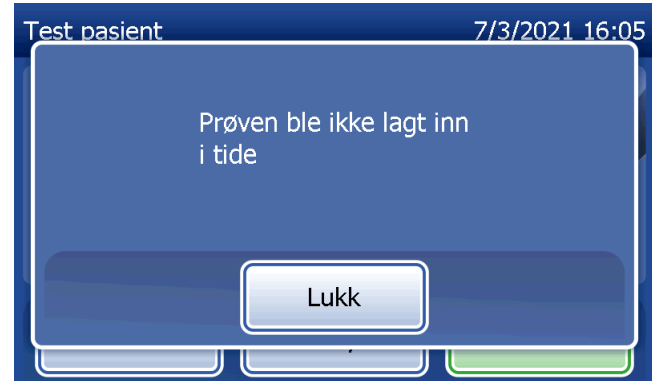 Test pasient 7/3/2021 16:05
Prøven ble ikke lagt inn
i tide
Lukk